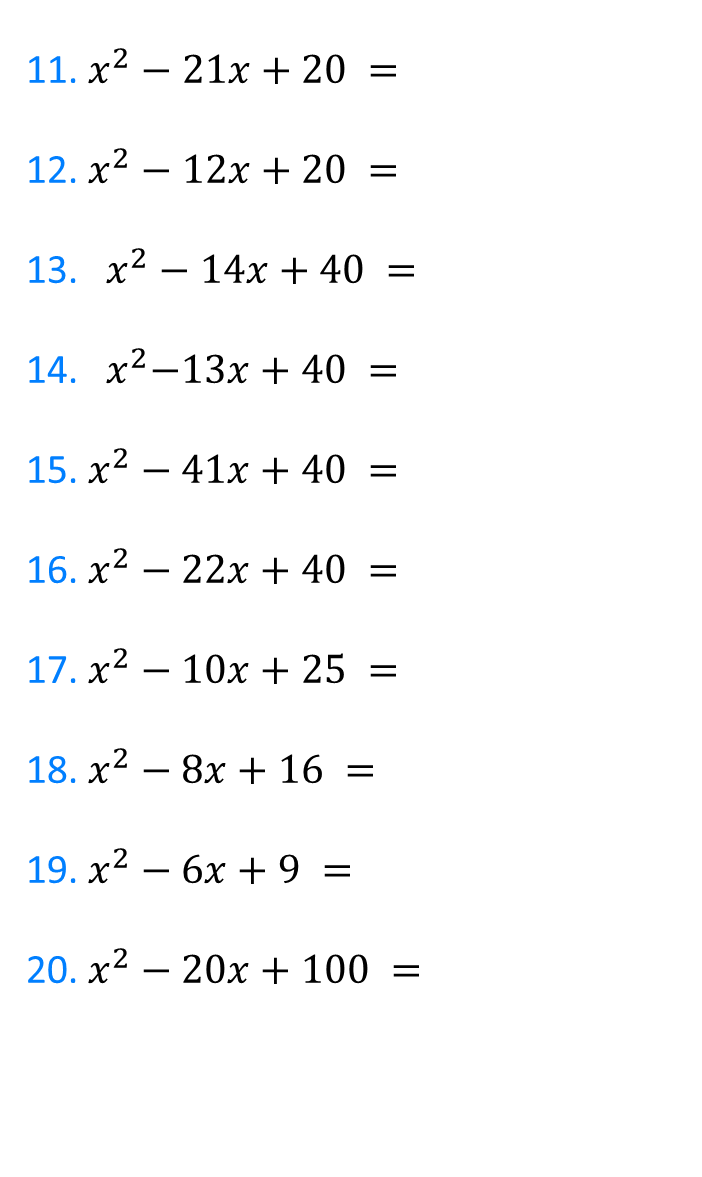 11. x² − 21x + 20 =
12. x² − 12x + 20 =
13. x² − 14x + 40 =
14. x²−13x + 40 =
15. x² − 41x + 40 =
16. x² − 22x + 40 =
17. x² − 10x + 25 =
18. x² − 8x + 16 =
19. x² − 6x + 9 =
20. x² − 20x + 100 =